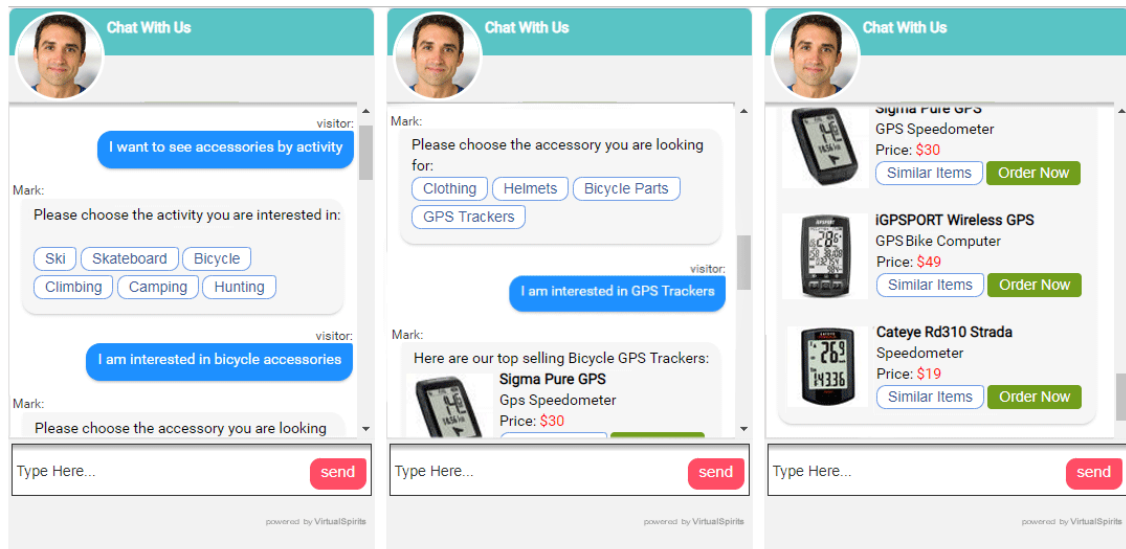 Chat With Us
visitor:
I want to see accessories by activity
Mark:
Please choose the activity you are interested in:
Ski Skateboard Bicycle
Climbing Camping Hunting
visitor:
I am interested in bicycle accessories
Mark:
Please choose the accessory you are looking
Type Here...
send
powered by VirtualSpirits
Chat With Us
Mark:
Please choose the accessory you are looking
for:
Clothing Helmets Bicycle Parts
GPS Trackers
visitor:
I am interested in GPS Trackers
Mark:
Here are our top selling Bicycle GPS Trackers:
Sigma Pure GPS
Gps Speedometer
Price: $30
Type Here...
send
powered by VirtualSpirits
Chat With Us
Sigma Pure GPS
GPS Speedometer
Price: $30
Similar Items Order Now
iGPSPORT Wireless GPS
GPS Bike Computer
Price: $49
Similar Items Order Now
Cateye Rd310 Strada
Speedometer
Price: $19
Similar Items Order Now
Type Here...
send
powered by VirtualSpirits